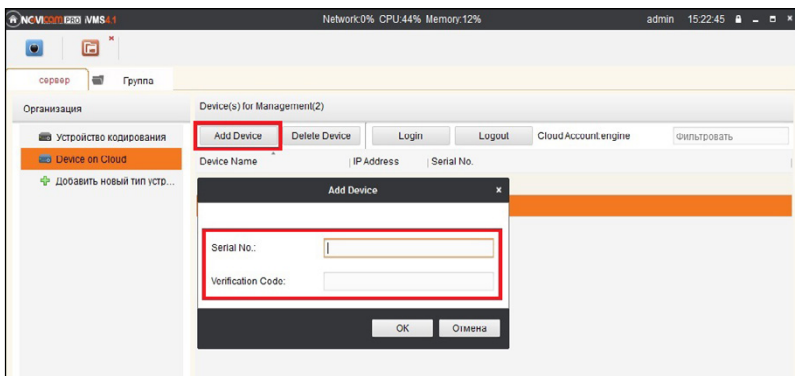 NOVIcam PRO iVMS4.1 Network:0% CPU:44% Memory:12% admin 15:22:45
сервер Группа
Организация Device(s) for Management(2)
Add Device Delete Device Login Logout Cloud Account:engine Фильтровать
Устройство кодирования
Device on Cloud
Device Name IP Address Serial No.
Добавить новый тип устр...
Add Device x
Serial No.:
Verification Code:
OK Отмена